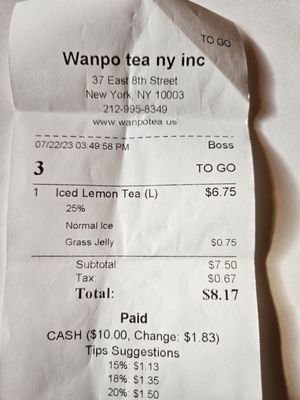 TO GO
Wanpo tea ny inc
37 East 8th Street
New York, NY 10003
212-995-8349
www.wanpotea.us
07/22/23 03:49:58 PM Boss
3 TO GO
1 Iced Lemon Tea (L) $6.75
25%
Normal Ice
Grass Jelly $0.75
Subtotal: $7.50
Tax: $0.67
Total: $8.17
Paid
CASH ($10.00, Change: $1.83)
Tips Suggestions
15%: $1.13
18%: $1.35
20%: $1.50